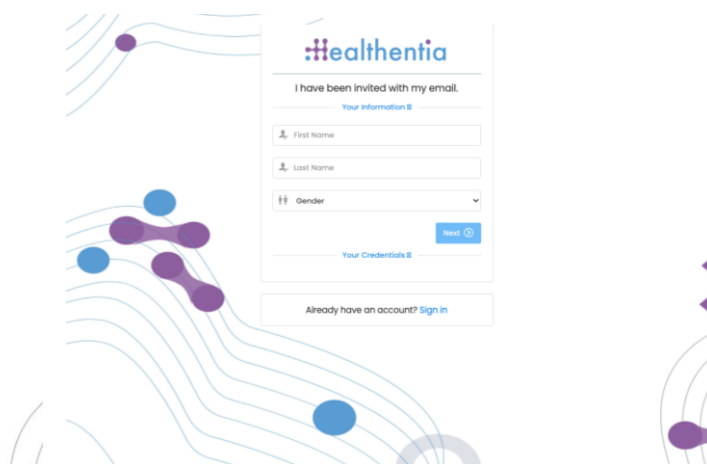 Healthentia
I have been invited with my email.
Your Information
First Name
Last Name
Gender
Next
Your Credentials
Already have an account? Sign in